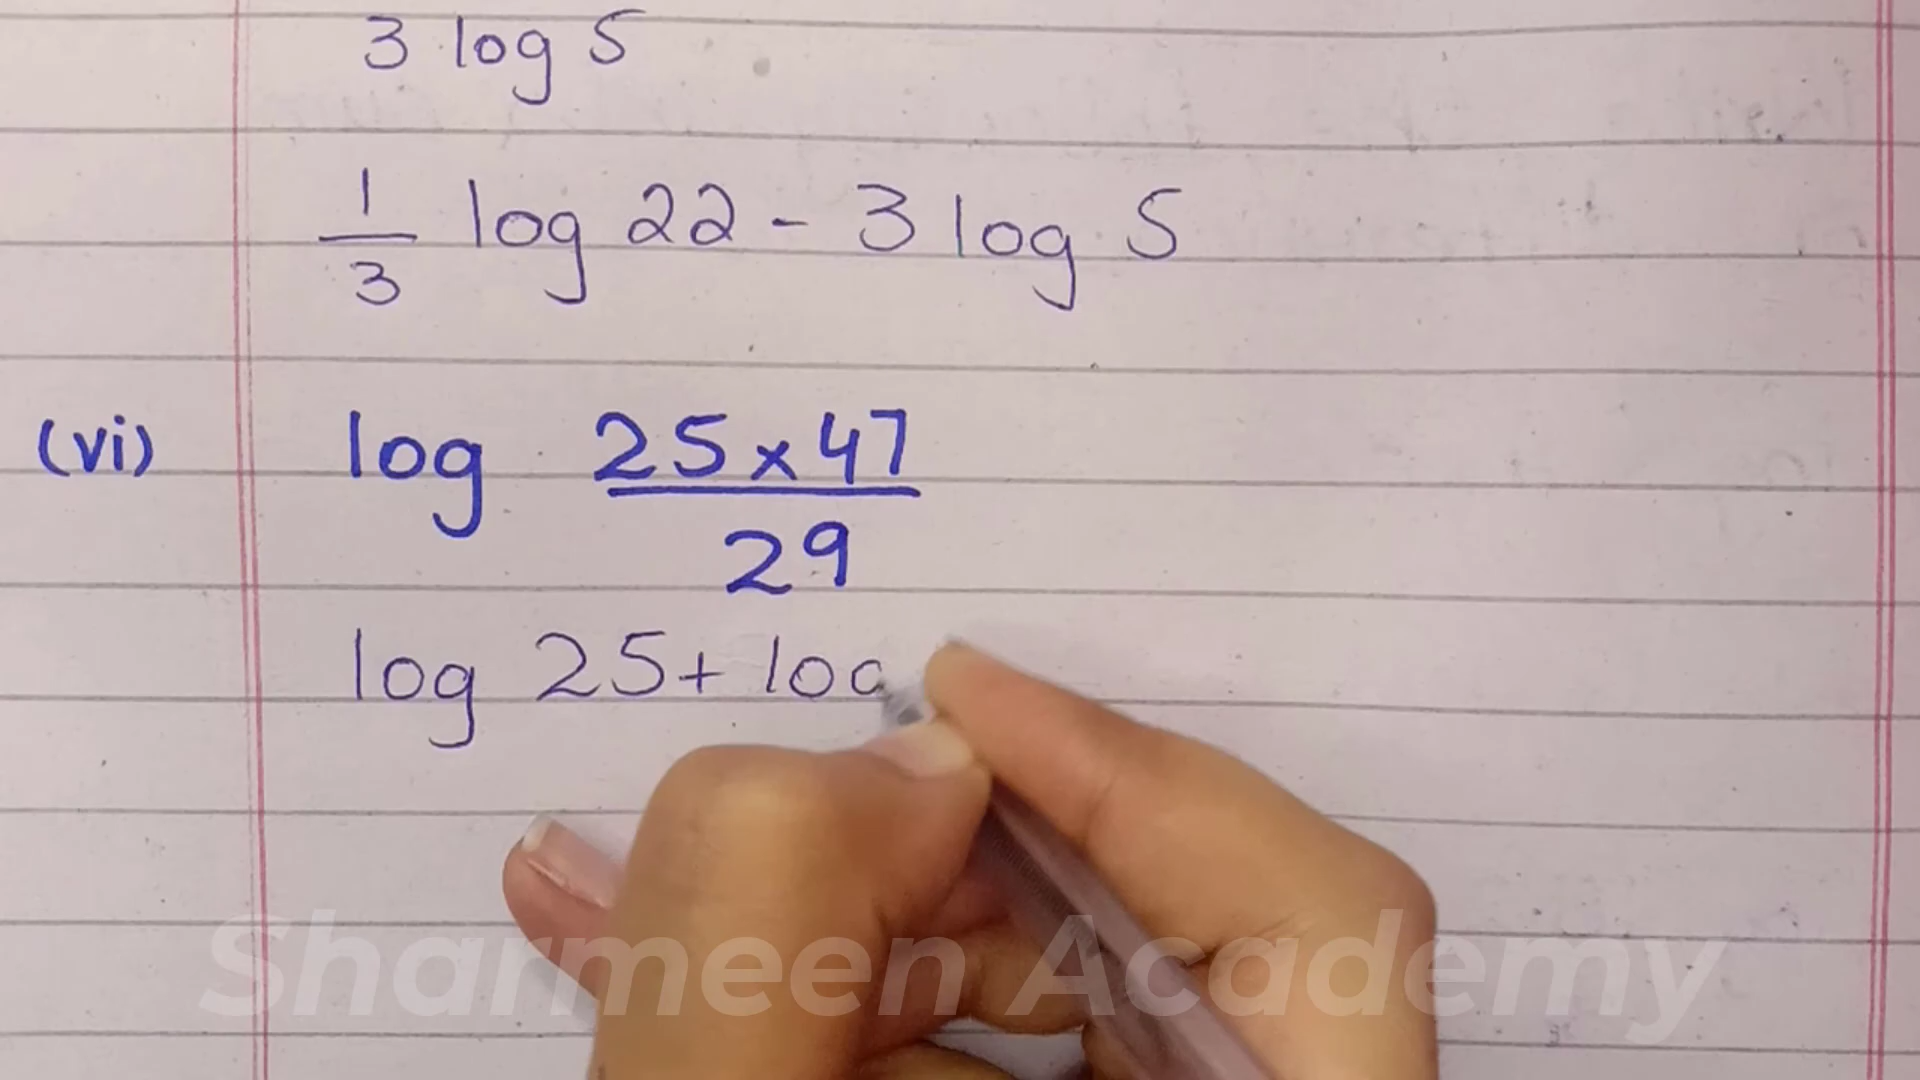 3 log 5
1/3 log 22 - 3 log 5
(vi) log 25×47/29
log 25+ log
Sharmeen Academy